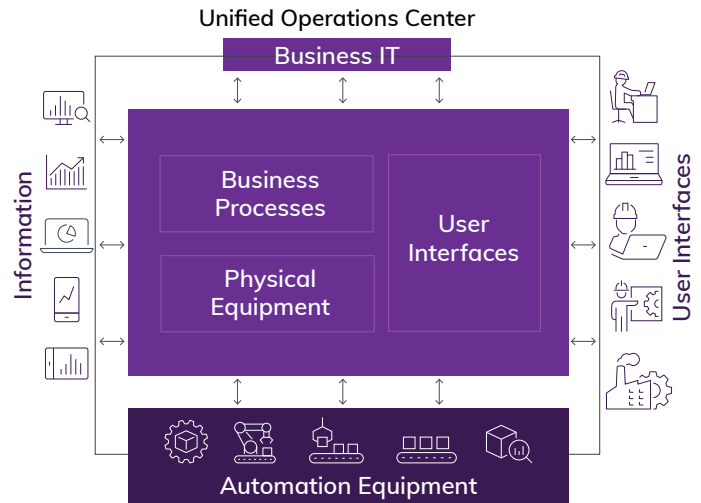 Unified Operations Center
Business IT
Information
Business
Processes
Physical
Equipment
User
Interfaces
User Interfaces
Automation Equipment